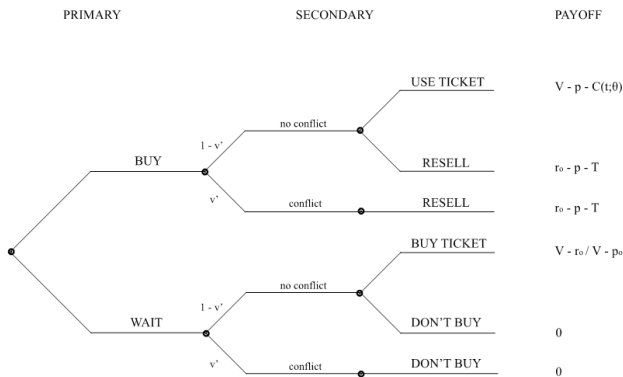 PRIMARY SECONDARY PAYOFF
USE TICKET V - p - C(t;θ)
no conflict
1 - v'
BUY RESELL r₀ - p - T
v' conflict RESELL r₀ - p - T
BUY TICKET V - r₀ / V - p₀
no conflict
1 - v'
WAIT DON'T BUY 0
v' conflict DON'T BUY 0